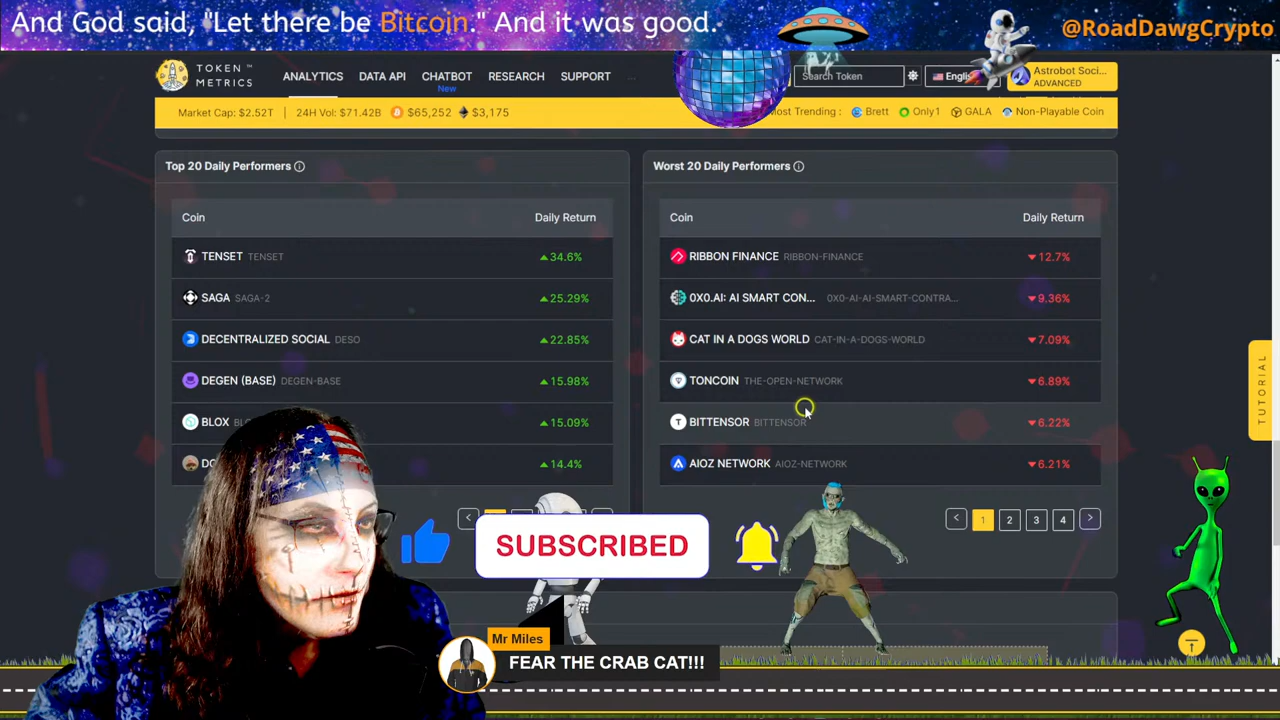 And God said, "Let there be Bitcoin." And it was good.
@RoadDawgCrypto
TOKEN ™
METRICS
ANALYTICS DATA API CHATBOT RESEARCH SUPPORT ...
New
Search Token
Astrobot Soci...
ADVANCED
Market Cap: $2.52T 24H Vol: $71.42B $65,252 $3,175
Most Trending : Brett Only1 GALA Non-Playable Coin
Top 20 Daily Performers
Coin Daily Return
TENSET TENSET 34.6%
SAGA SAGA-2 25.29%
DECENTRALIZED SOCIAL DESO 22.85%
DEGEN (BASE) DEGEN-BASE 15.98%
BLOX 15.09%
14.4%
Worst 20 Daily Performers
Coin Daily Return
RIBBON FINANCE RIBBON-FINANCE 12.7%
0X0.AI: AI SMART CON... 0X0-AI-AI-SMART-CONTRA... 9.36%
CAT IN A DOGS WORLD CAT-IN-A-DOGS-WORLD 7.09%
TONCOIN THE-OPEN-NETWORK 6.89%
BITTENSOR BITTENSOR 6.22%
AIOZ NETWORK AIOZ-NETWORK 6.21%
1 2 3 4
TUTORIAL
SUBSCRIBED
Mr Miles
FEAR THE CRAB CAT!!!